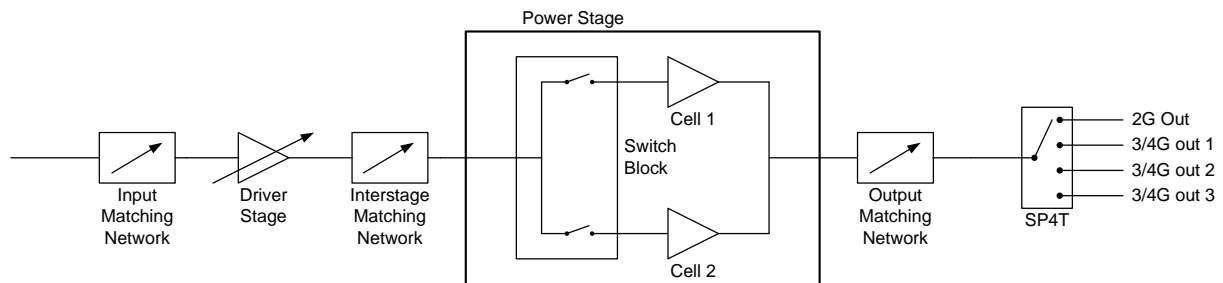 Power Stage
Cell 1
Switch
Block
Cell 2
Input
Matching
Network
Driver
Stage
Interstage
Matching
Network
Output
Matching
Network
2G Out
3/4G out 1
3/4G out 2
3/4G out 3
SP4T